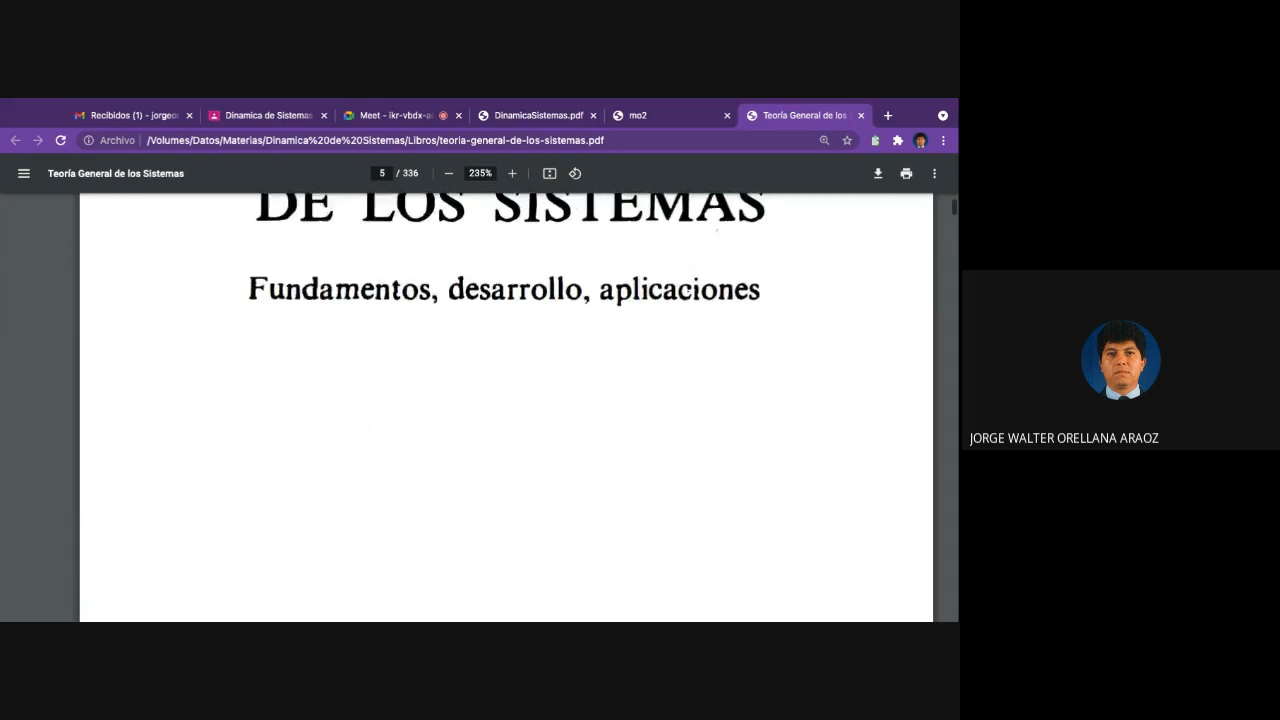 Recibidos (1) - jorgeor
Dinamica de Sistemas
Meet - ikr-vbdx-a
DinamicaSistemas.pdf
mo2
Teoría General de los
Archivo
/Volumes/Datos/Materias/Dinamica%20de%20Sistemas/Libros/teoria-general-de-los-sistemas.pdf
Teoría General de los Sistemas
5 / 336
235%
DE LOS SISTEMAS
Fundamentos, desarrollo, aplicaciones
JORGE WALTER ORELLANA ARAOZ